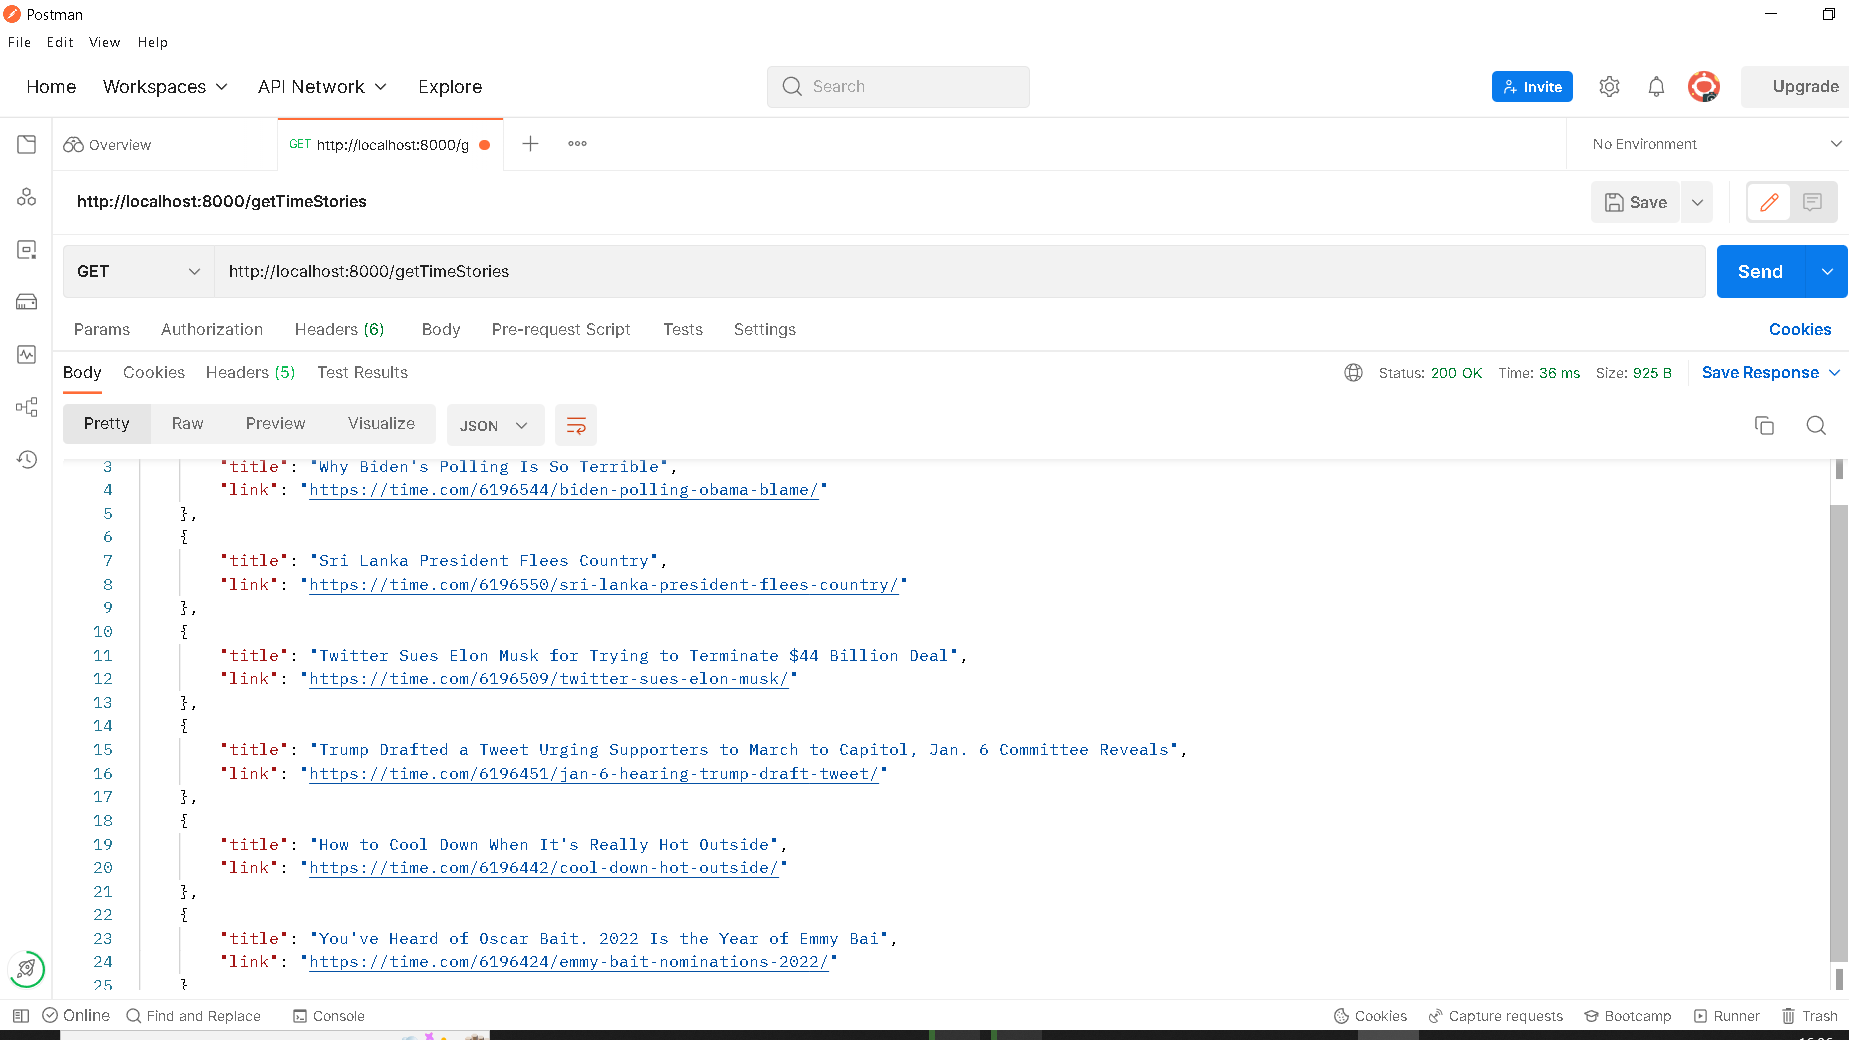 Postman
File Edit View Help
Home Workspaces API Network Explore Search Invite Upgrade
Overview GET http://localhost:8000/g No Environment
http://localhost:8000/getTimeStories Save
GET http://localhost:8000/getTimeStories Send
Params Authorization Headers (6) Body Pre-request Script Tests Settings Cookies
Body Cookies Headers (5) Test Results Status: 200 OK Time: 36 ms Size: 925 B Save Response
Pretty Raw Preview Visualize JSON
3 "title": "Why Biden's Polling Is So Terrible",
4 "link": "https://time.com/6196544/biden-polling-obama-blame/"
5 },
6 {
7 "title": "Sri Lanka President Flees Country",
8 "link": "https://time.com/6196550/sri-lanka-president-flees-country/"
9 },
10 {
11 "title": "Twitter Sues Elon Musk for Trying to Terminate $44 Billion Deal",
12 "link": "https://time.com/6196509/twitter-sues-elon-musk/"
13 },
14 {
15 "title": "Trump Drafted a Tweet Urging Supporters to March to Capitol, Jan. 6 Committee Reveals",
16 "link": "https://time.com/6196451/jan-6-hearing-trump-draft-tweet/"
17 },
18 {
19 "title": "How to Cool Down When It's Really Hot Outside",
20 "link": "https://time.com/6196442/cool-down-hot-outside/"
21 },
22 {
23 "title": "You've Heard of Oscar Bait. 2022 Is the Year of Emmy Bai",
24 "link": "https://time.com/6196424/emmy-bait-nominations-2022/"
25 }
Online Find and Replace Console Cookies Capture requests Bootcamp Runner Trash